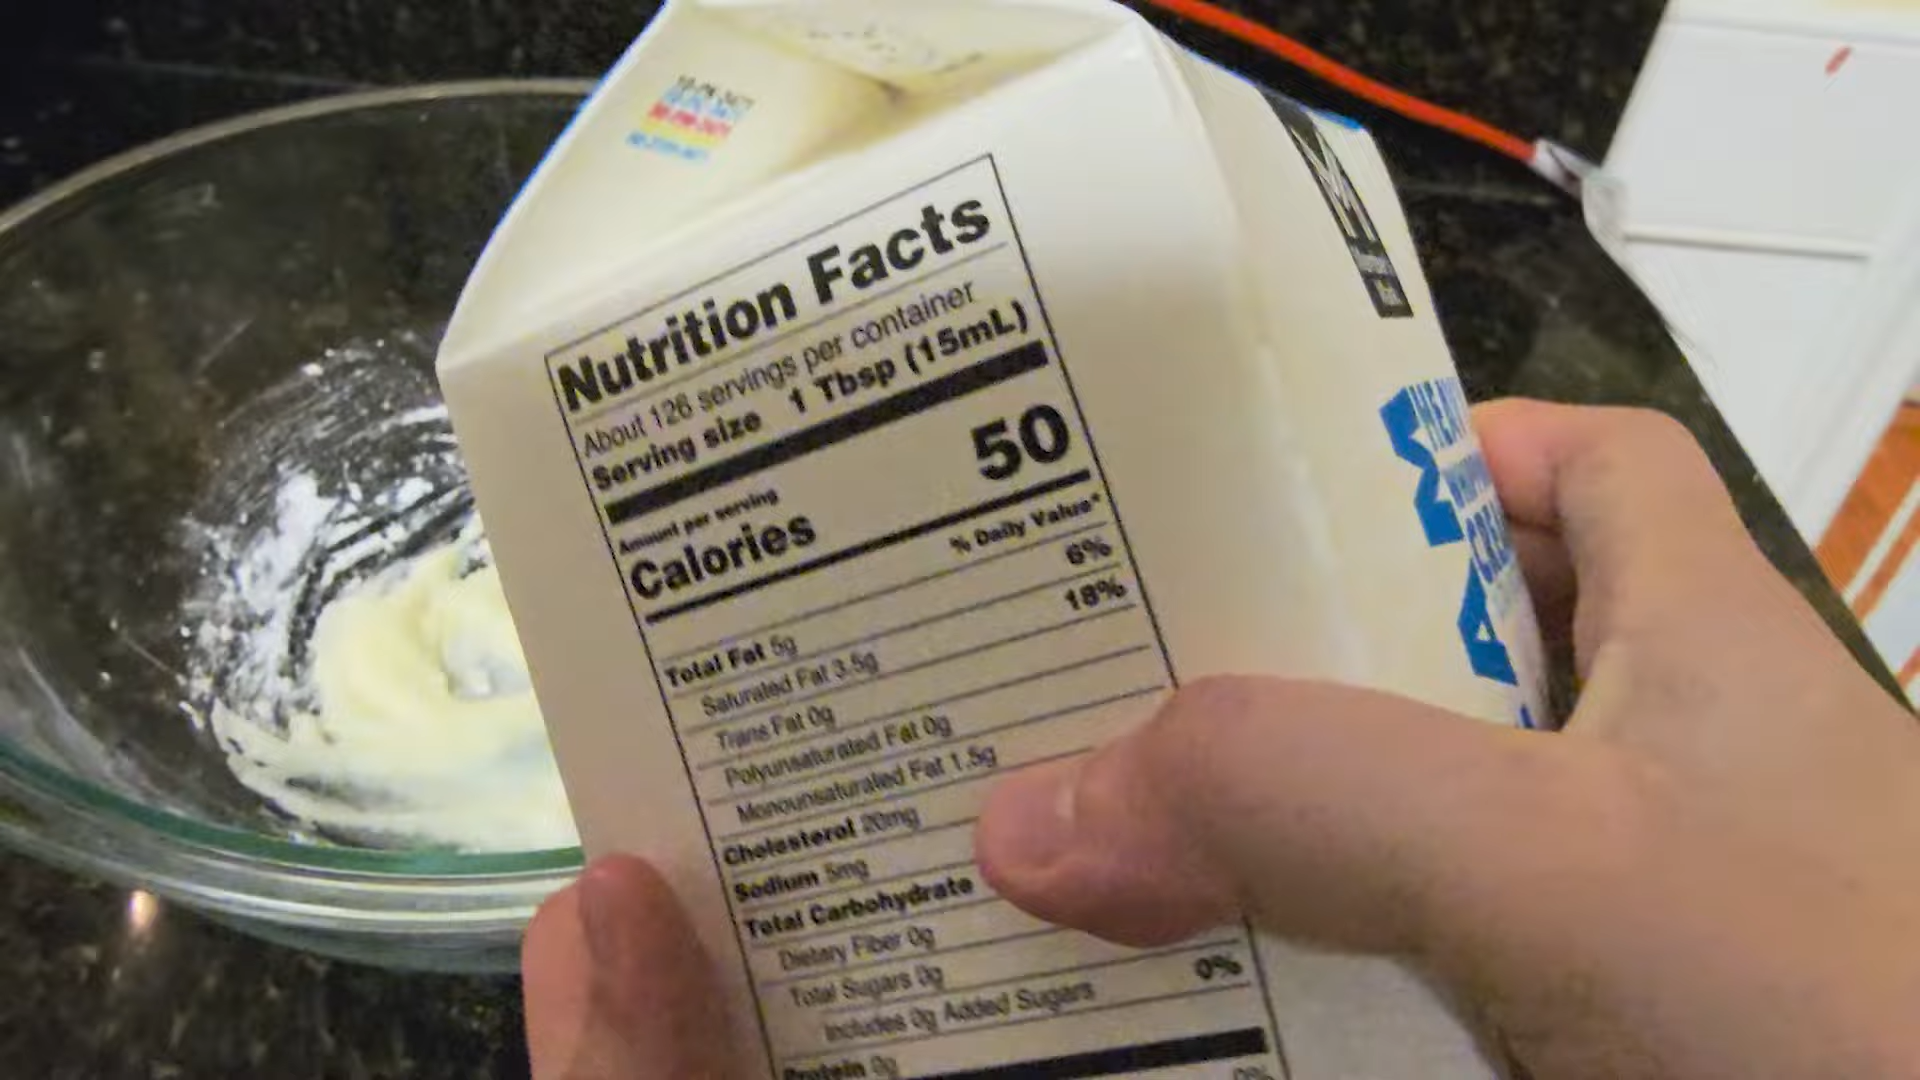 Nutrition Facts
About 126 servings per container
Serving size 1 Tbsp (15mL)
Amount per serving
Calories 50
% Daily Value*
Total Fat 5g 6%
Saturated Fat 3.5g 18%
Trans Fat 0g
Polyunsaturated Fat 0g
Monounsaturated Fat 1.5g
Cholesterol 20mg
Sodium 5mg
Total Carbohydrate
Dietary Fiber 0g
Total Sugars 0g
Includes 0g Added Sugars 0%
Protein 0g 0%